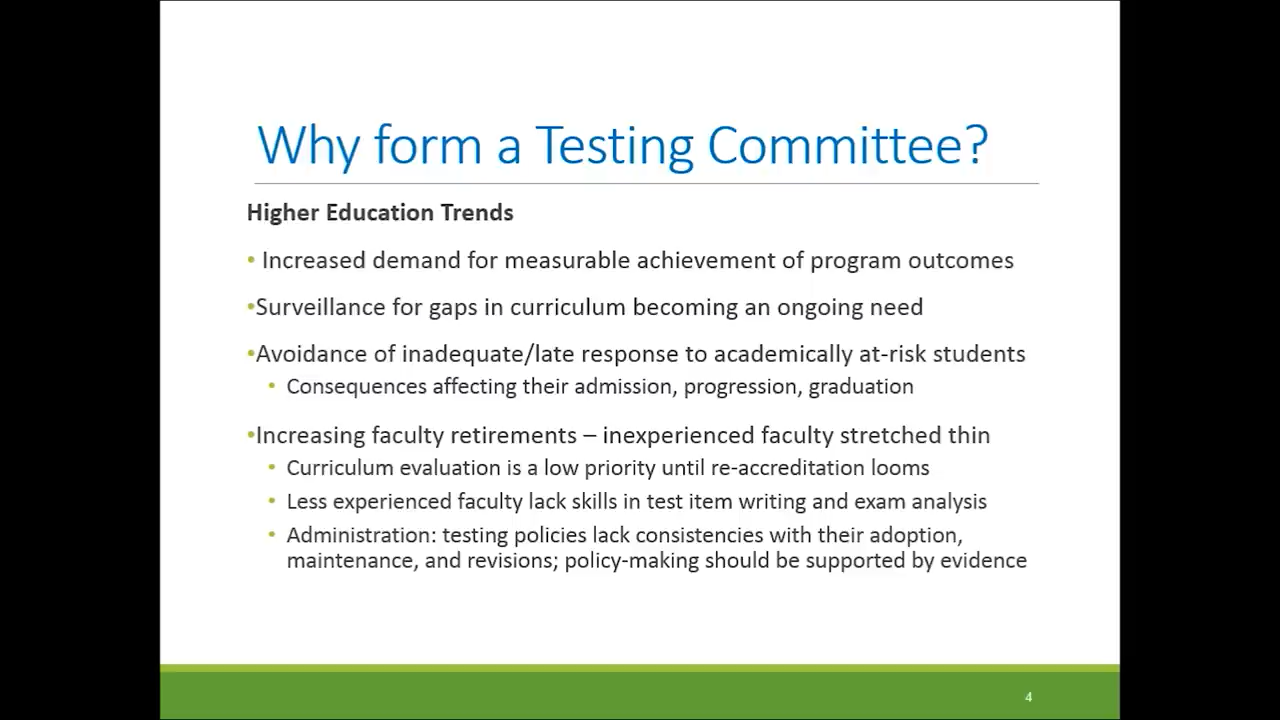 Why form a Testing Committee?
Higher Education Trends
• Increased demand for measurable achievement of program outcomes
•Surveillance for gaps in curriculum becoming an ongoing need
•Avoidance of inadequate/late response to academically at-risk students
• Consequences affecting their admission, progression, graduation
•Increasing faculty retirements – inexperienced faculty stretched thin
• Curriculum evaluation is a low priority until re-accreditation looms
• Less experienced faculty lack skills in test item writing and exam analysis
• Administration: testing policies lack consistencies with their adoption,
maintenance, and revisions; policy-making should be supported by evidence
4